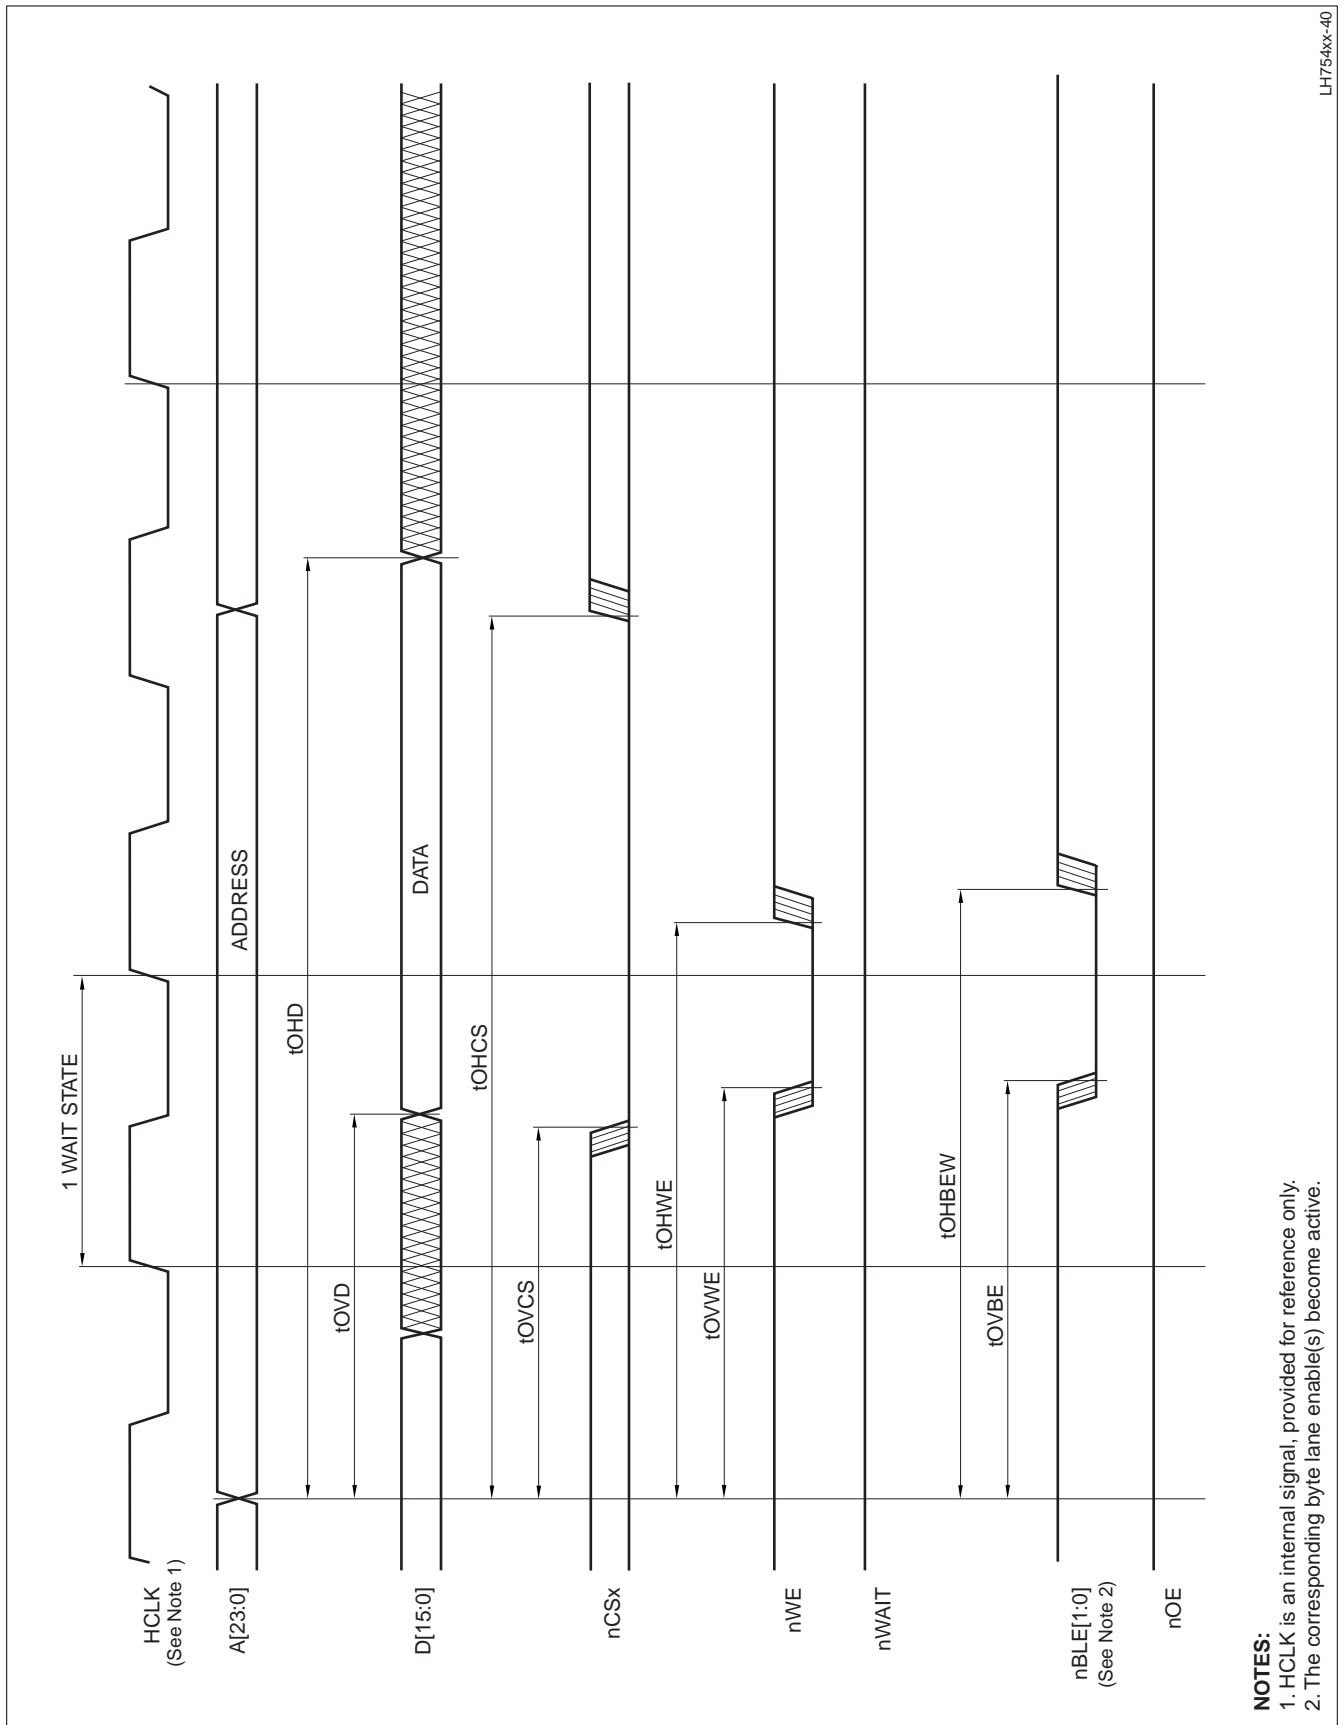 1 WAIT STATE
HCLK
(See Note 1)
A[23:0]
ADDRESS
tOHD
tOVD
D[15:0]
DATA
tOHCS
tOVCS
nCSx
tOHWE
tOVWE
nWE
nWAIT
tOHBEW
tOVBE
nBLE[1:0]
(See Note 2)
nOE
NOTES:
1. HCLK is an internal signal, provided for reference only.
2. The corresponding byte lane enable(s) become active.
LH754xx-40